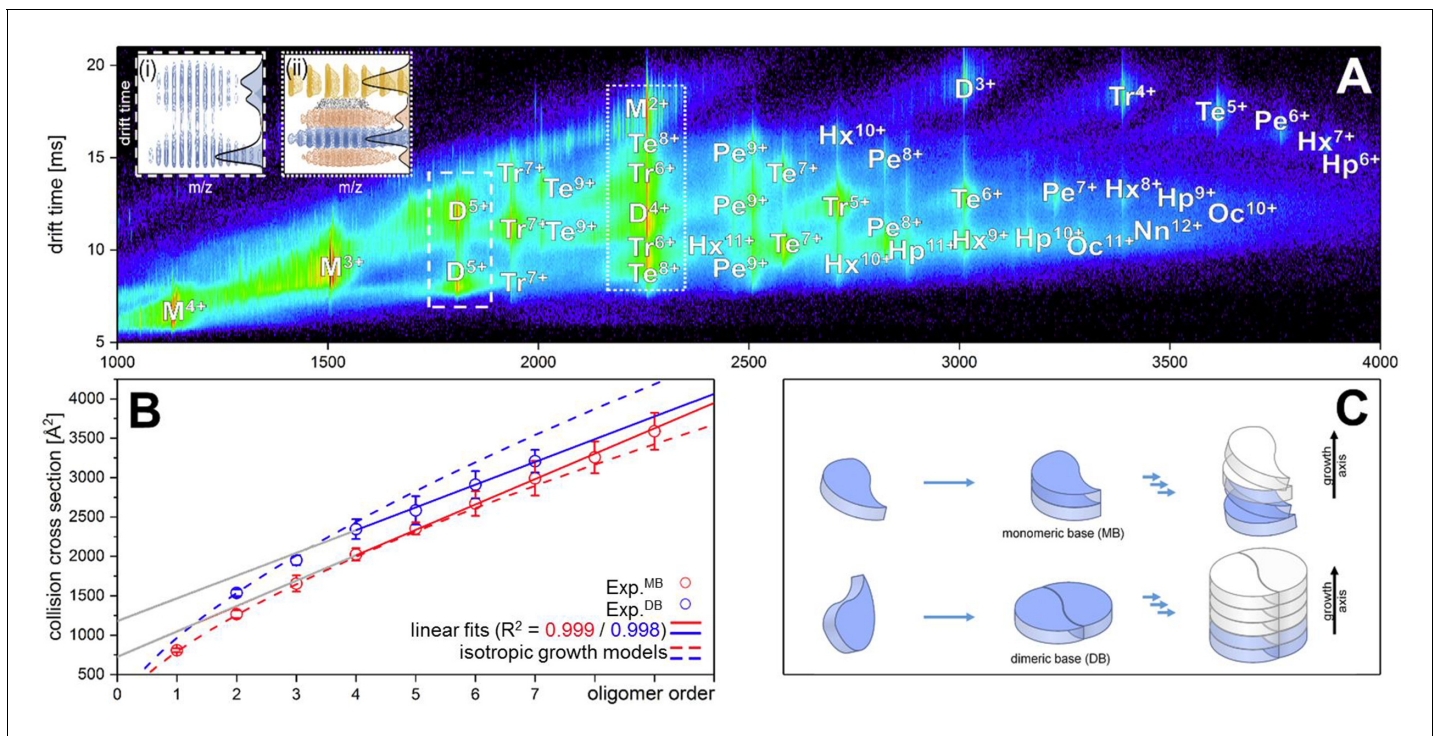 A
20
15
10
5
drift time [ms]
(i)
(ii)
drift time
m/z
m/z
M4+
M3+
D5+
D5+
Tr7+
Te9+
Tr7+
Te9+
Tr7+
M2+
Te8+
Tr6+
D4+
Tr6+
Te8+
Pe9+
Te7+
Pe9+
Hx11+
Te7+
Pe9+
Hx10+
Pe8+
Tr5+
Pe8+
Hp11+
Hx10+
D3+
Te6+
Hx9+
Tr4+
Te5+
Pe6+
Hx7+
Hp6+
Pe7+
Hx8+
Hp9+
Oc10+
Hp10+
Oc11+
Nn12+
1000
1500
2000
2500
3000
3500
4000
B
collision cross section [Å2]
4000
3500
3000
2500
2000
1500
1000
500
Exp.MB
Exp.DB
linear fits (R2 = 0.999 / 0.998)
isotropic growth models
0
1
2
3
4
5
6
7
oligomer order
C
monomeric base (MB)
growth
axis
dimeric base (DB)
growth
axis